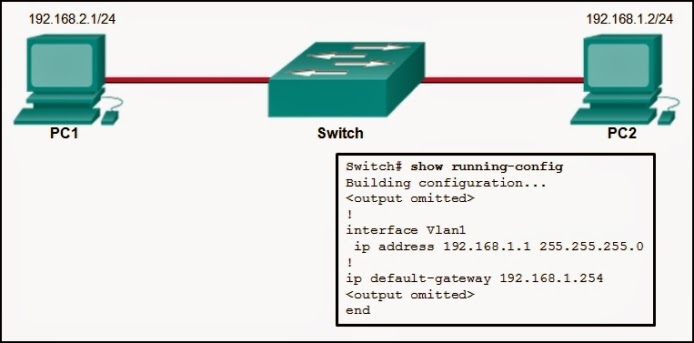 192.168.2.1/24
192.168.1.2/24
PC1
Switch
PC2
Switch# show running-config
Building configuration...
<output omitted>
!
interface Vlan1
 ip address 192.168.1.1 255.255.255.0
!
ip default-gateway 192.168.1.254
<output omitted>
end